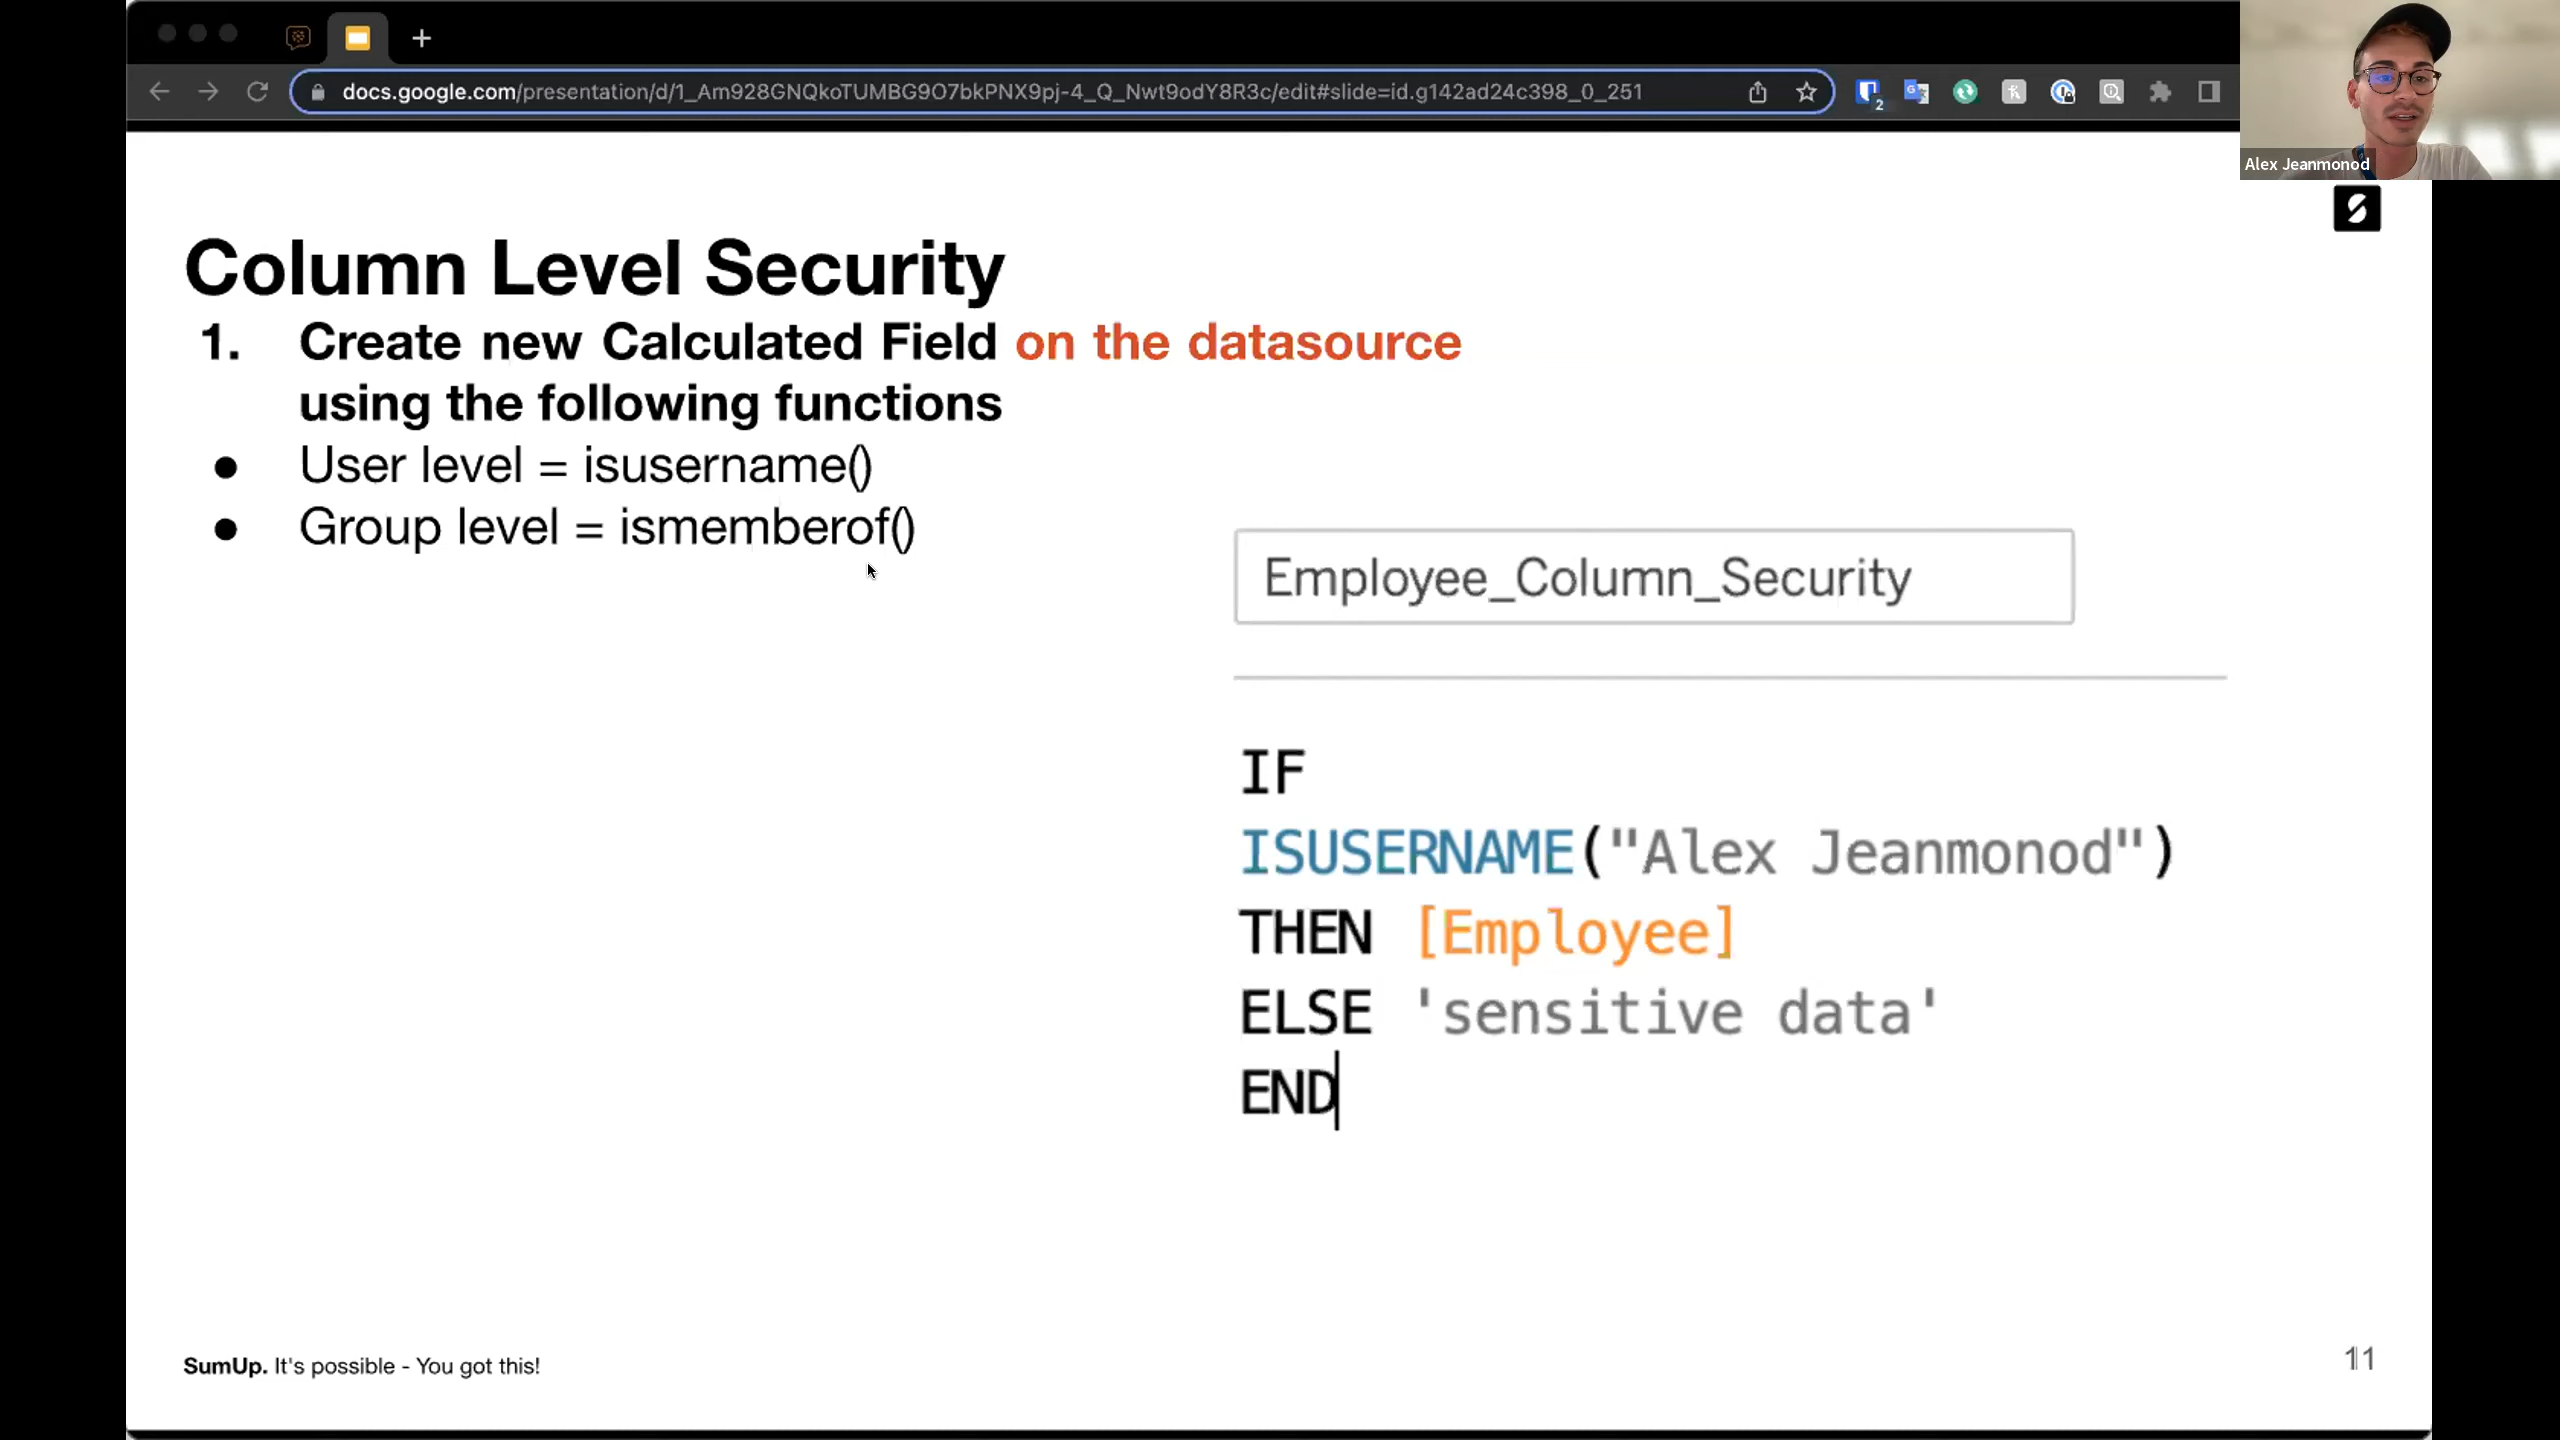 docs.google.com/presentation/d/1_Am928GNQkoTUMBG9O7bkPNX9pj-4_Q_Nwt9odY8R3c/edit#slide=id.g142ad24c398_0_251
2
Alex Jeanmonod
Column Level Security
1. Create new Calculated Field on the datasource
using the following functions
● User level = isusername()
● Group level = ismemberof()
Employee_Column_Security
IF
ISUSERNAME("Alex Jeanmonod")
THEN [Employee]
ELSE 'sensitive data'
END
SumUp. It's possible - You got this!
11